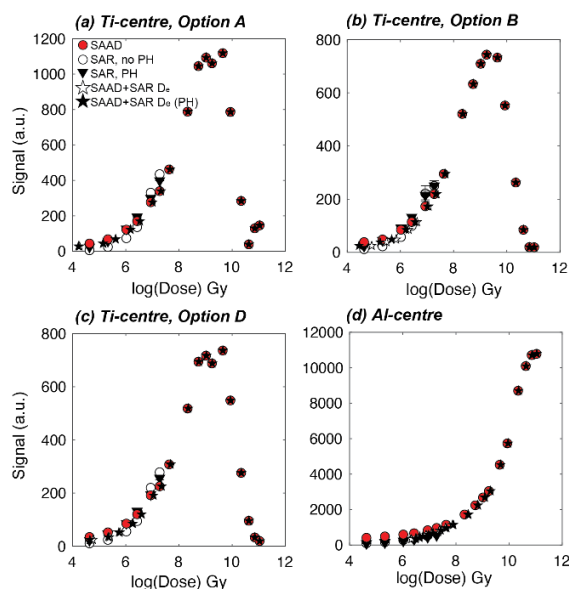 (a) Ti-centre, Option A
SAAD
SAR, no PH
SAR, PH
SAAD+SAR Dₑ
SAAD+SAR Dₑ (PH)
Signal (a.u.)
1200
1000
800
600
400
200
0
4 6 8 10 12
log(Dose) Gy
(b) Ti-centre, Option B
800
600
400
200
0
4 6 8 10 12
log(Dose) Gy
(c) Ti-centre, Option D
Signal (a.u.)
800
600
400
200
0
4 6 8 10 12
log(Dose) Gy
(d) Al-centre
12000
10000
8000
6000
4000
2000
0
4 6 8 10 12
log(Dose) Gy